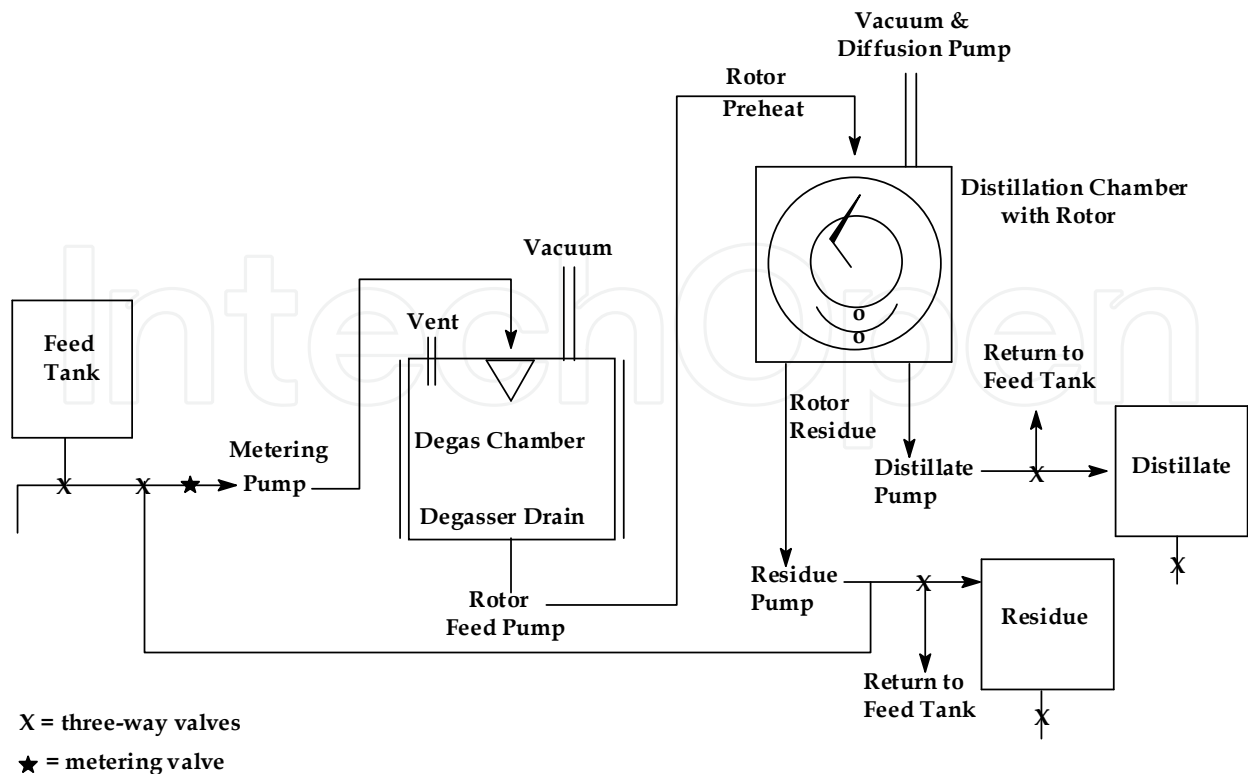 Vacuum &
Diffusion Pump
Rotor
Preheat
Distillation Chamber
with Rotor
Vacuum
Feed
Tank
Vent
o
o
Return to
Feed Tank
Rotor
Residue
Degas Chamber
Metering
Pump
Distillate
Pump
Distillate
X
X
X
Degasser Drain
X
Rotor
Feed Pump
Residue
Pump
X
Residue
Return to
Feed Tank
X
X = three-way valves
★ = metering valve
IntechOpen